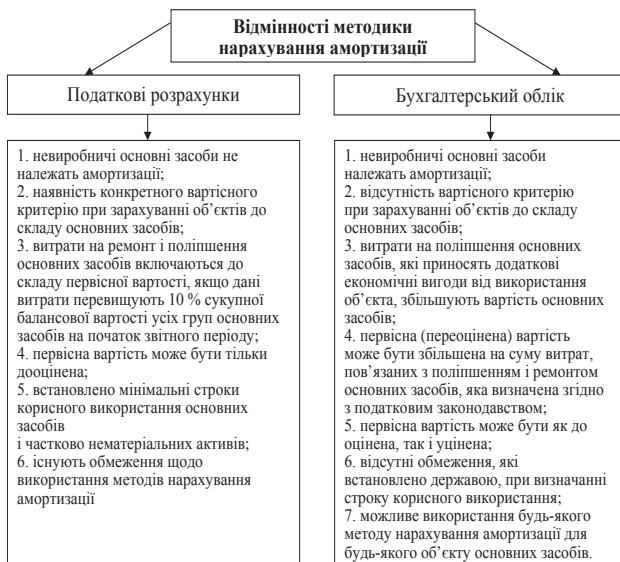 Відмінності методики
нарахування амортизації
Податкові розрахунки
1. невиробничі основні засоби не
належать амортизації;
2. наявність конкретного вартісного
критерію при зарахуванні об’єктів до
складу основних засобів;
3. витрати на ремонт і поліпшення
основних засобів включаються до
складу первісної вартості, якщо дані
витрати перевищують 10 % сукупної
балансової вартості усіх груп основних
засобів на початок звітного періоду;
4. первісна вартість може бути тільки
дооцінена;
5. встановлено мінімальні строки
корисного використання основних
засобів
і частково нематеріальних активів;
6. існують обмеження щодо
використання методів нарахування
амортизації
Бухгалтерський облік
1. невиробничі основні засоби
належать амортизації;
2. відсутність вартісного критерію
при зарахуванні об’єктів до складу
основних засобів;
3. витрати на поліпшення основних
засобів, які приносять додаткові
економічні вигоди від використання
об’єкта, збільшують вартість основних
засобів;
4. первісна (переоцінена) вартість
може бути збільшена на суму витрат,
пов’язаних з поліпшенням і ремонтом
основних засобів, яка визначена згідно
з податковим законодавством;
5. первісна вартість може бути як до
оцінена, так і уцінена;
6. відсутні обмеження, які
встановлено державою, при визначанні
строку корисного використання;
7. можливе використання будь-якого
методу нарахування амортизації для
будь-якого об’єкту основних засобів.